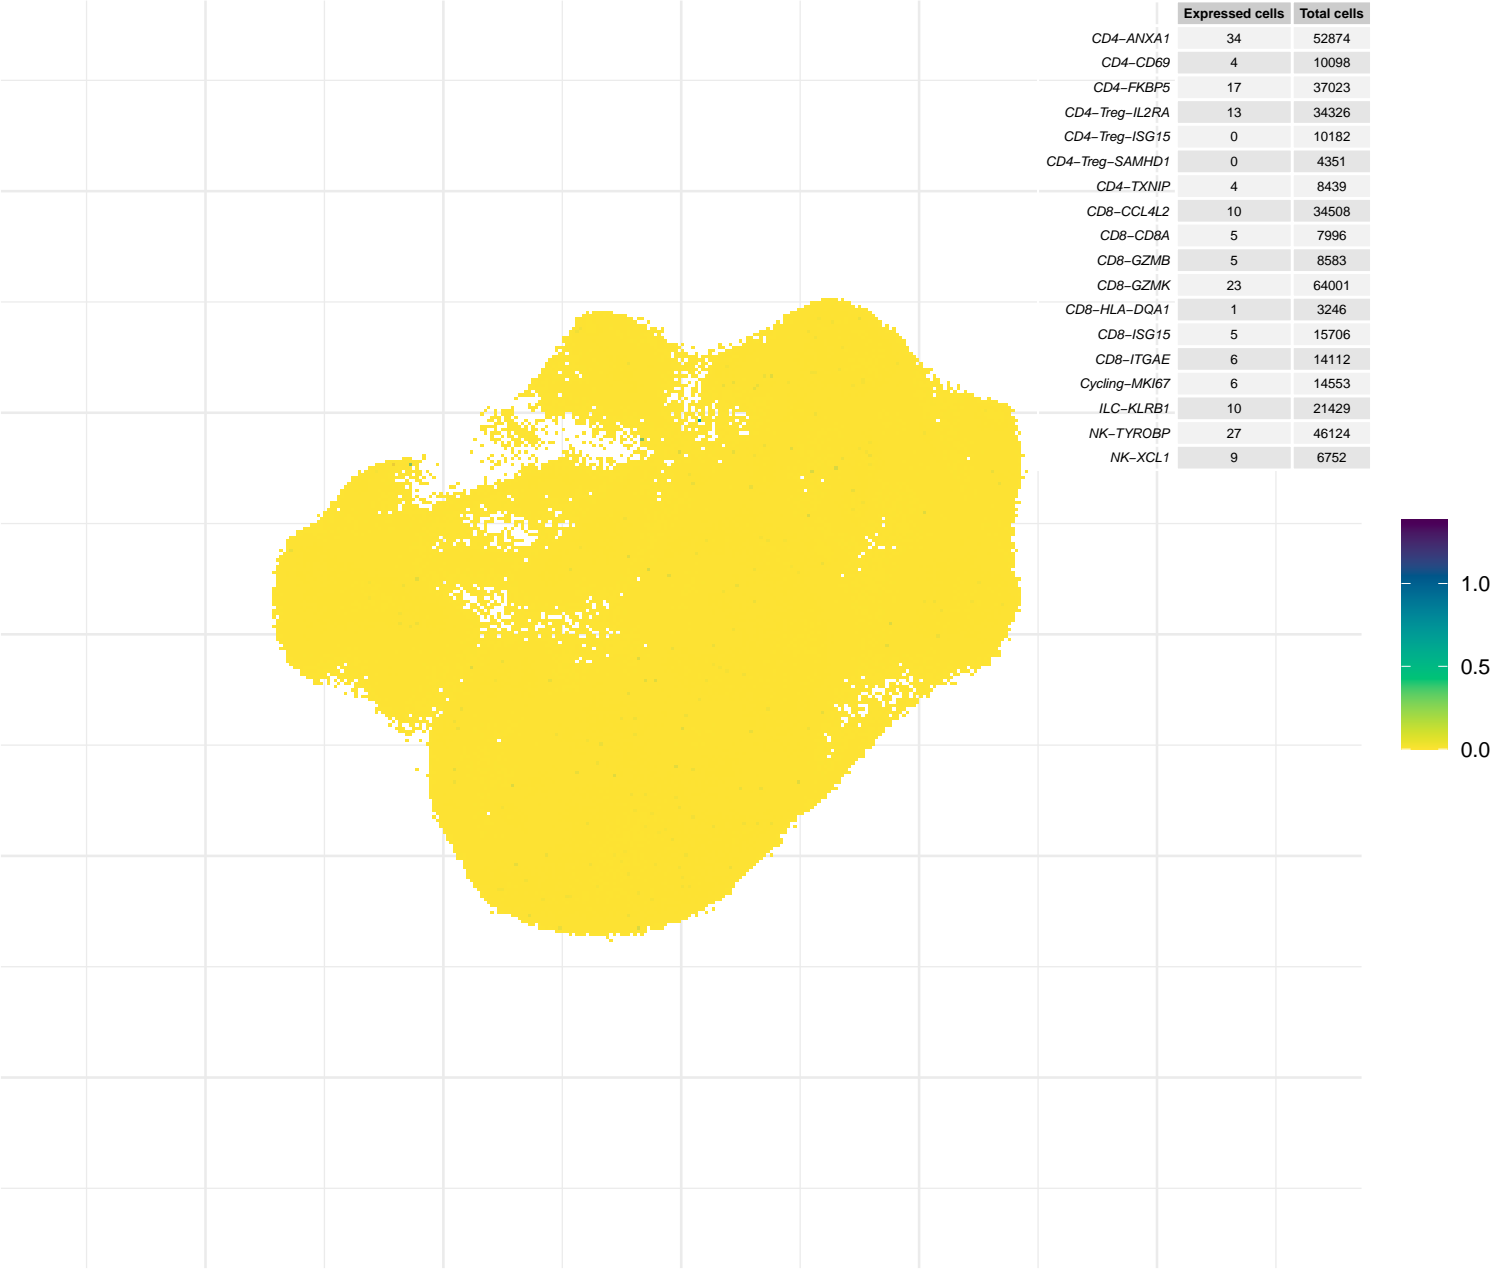 Expressed cells Total cells
CD4−ANXA1 34 52874
CD4−CD69 4 10098
CD4−FKBP5 17 37023
CD4−Treg−IL2RA 13 34326
CD4−Treg−ISG15 0 10182
CD4−Treg−SAMHD1 0 4351
CD4−TXNIP 4 8439
CD8−CCL4L2 10 34508
CD8−CD8A 5 7996
CD8−GZMB 5 8583
CD8−GZMK 23 64001
CD8−HLA−DQA1 1 3246
CD8−ISG15 5 15706
CD8−ITGAE 6 14112
Cycling−MKI67 6 14553
ILC−KLRB1 10 21429
NK−TYROBP 27 46124
NK−XCL1 9 6752
1.0
0.5
0.0